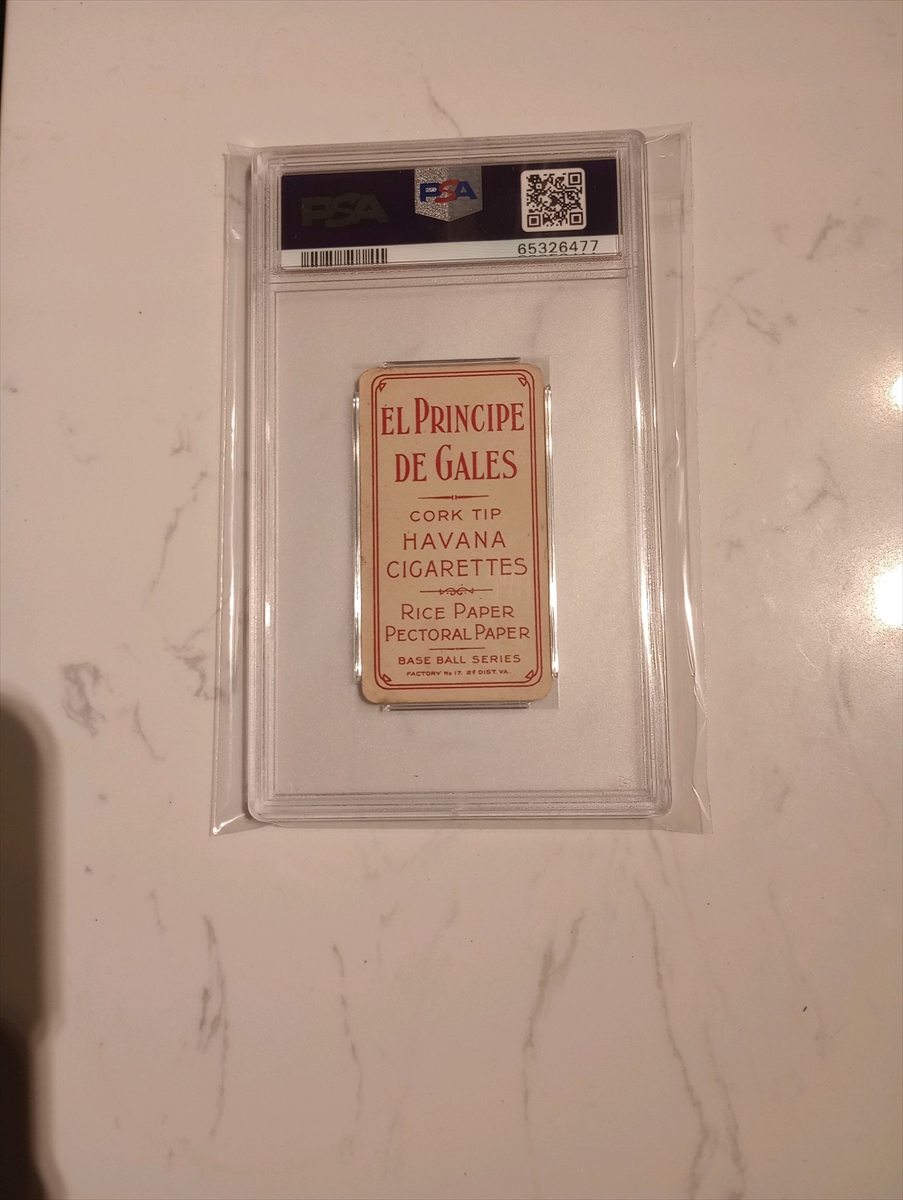 PSA
PSA
65326477
EL PRINCIPE
DE GALES
CORK TIP
HAVANA
CIGARETTES
RICE PAPER
PECTORAL PAPER
BASE BALL SERIES
FACTORY No 17. 2D DIST. VA.